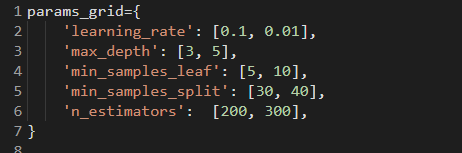 1 params_grid={
2 'learning_rate': [0.1, 0.01],
3 'max_depth': [3, 5],
4 'min_samples_leaf': [5, 10],
5 'min_samples_split': [30, 40],
6 'n_estimators':  [200, 300],
7 }
8